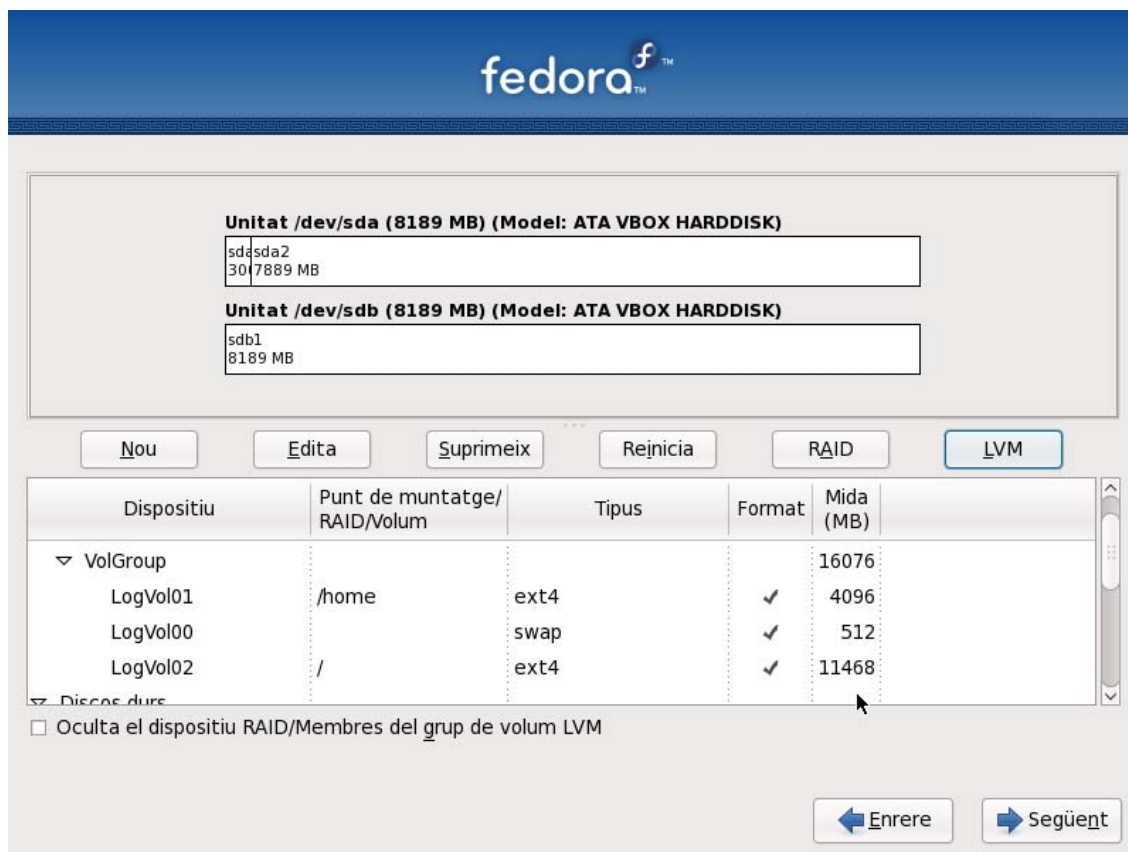 fedora™
Unitat /dev/sda (8189 MB) (Model: ATA VBOX HARDDISK)
sda2
7889 MB
Unitat /dev/sdb (8189 MB) (Model: ATA VBOX HARDDISK)
sdb1
8189 MB
Nou Edita Suprimeix Reinicia RAID LVM
Dispositiu Punt de muntatge/ RAID/Volum Tipus Format Mida (MB)
VolGroup 16076
LogVol01 /home ext4 4096
LogVol00 swap 512
LogVol02 / ext4 11468
Discos durs
Oculta el dispositiu RAID/Membres del grup de volum LVM
Enrere Següent